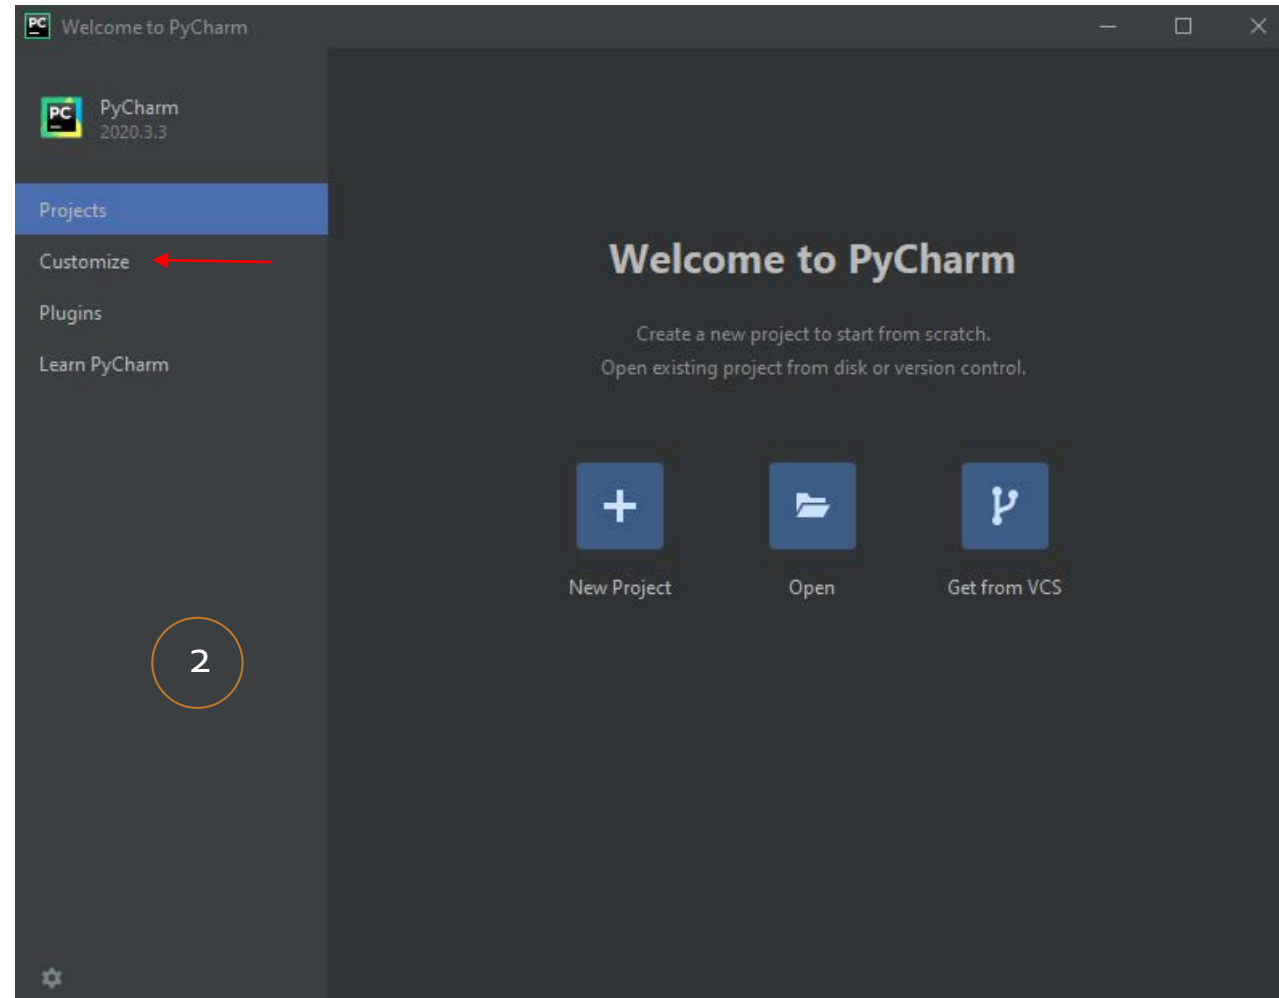 PC Welcome to PyCharm
PC PyCharm
2020.3.3
Projects
Customize
Plugins
Learn PyCharm
Welcome to PyCharm
Create a new project to start from scratch.
Open existing project from disk or version control.
New Project Open Get from VCS
2